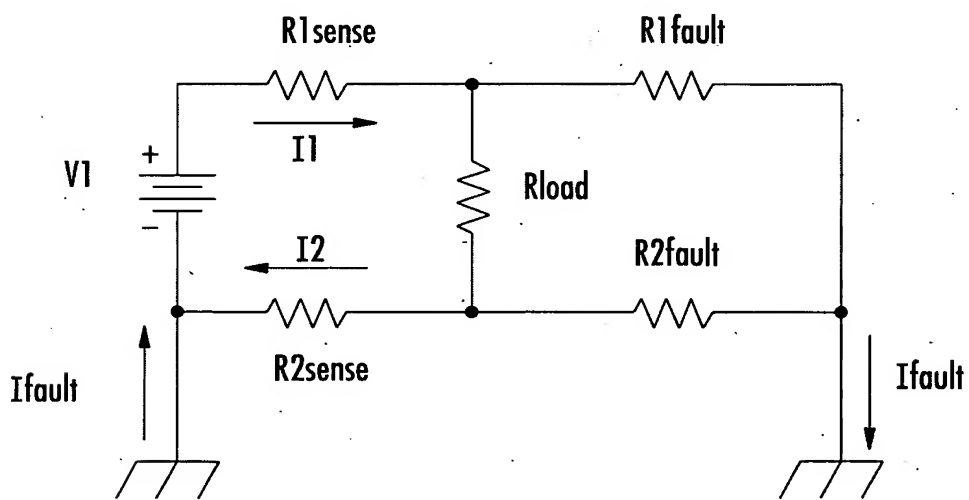 R1sense
R1fault
I1
+
V1
Rload
-
I2
R2fault
R2sense
Ifault
Ifault